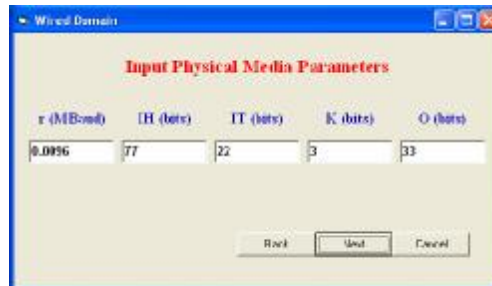 Wired Domain
Input Physical Media Parameters
r (MBaud) IH (bits) IT (bits) K (bits) O (bits)
0.0096 77 22 3 33
Back Next Cancel